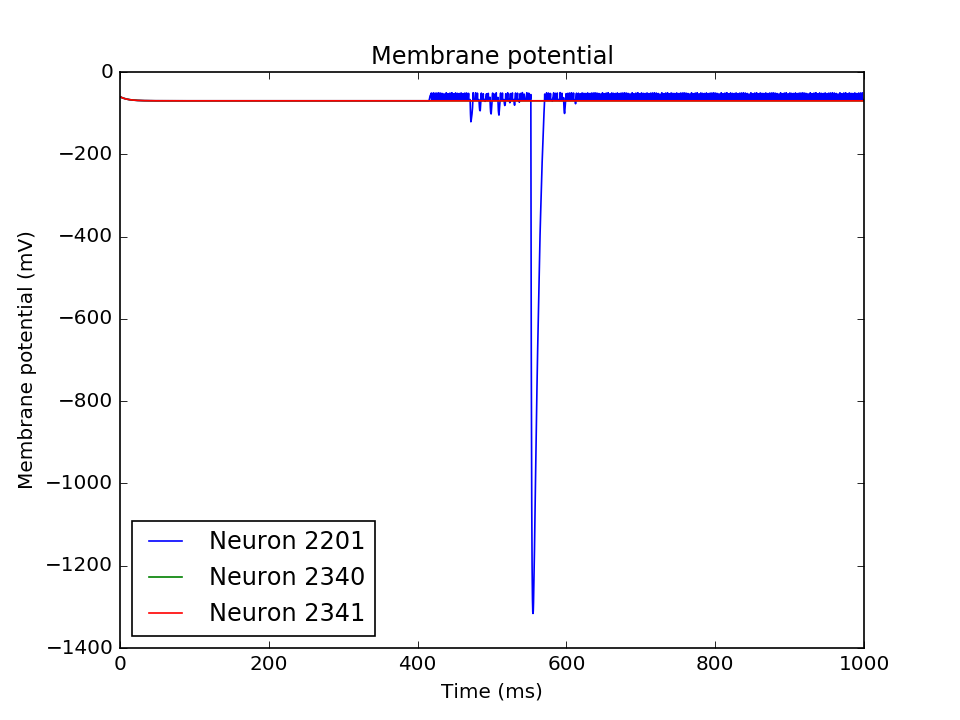 Membrane potential
0
−200
−400
−600
−800
−1000
−1200
−1400
Membrane potential (mV)
Neuron 2201
Neuron 2340
Neuron 2341
0 200 400 600 800 1000
Time (ms)